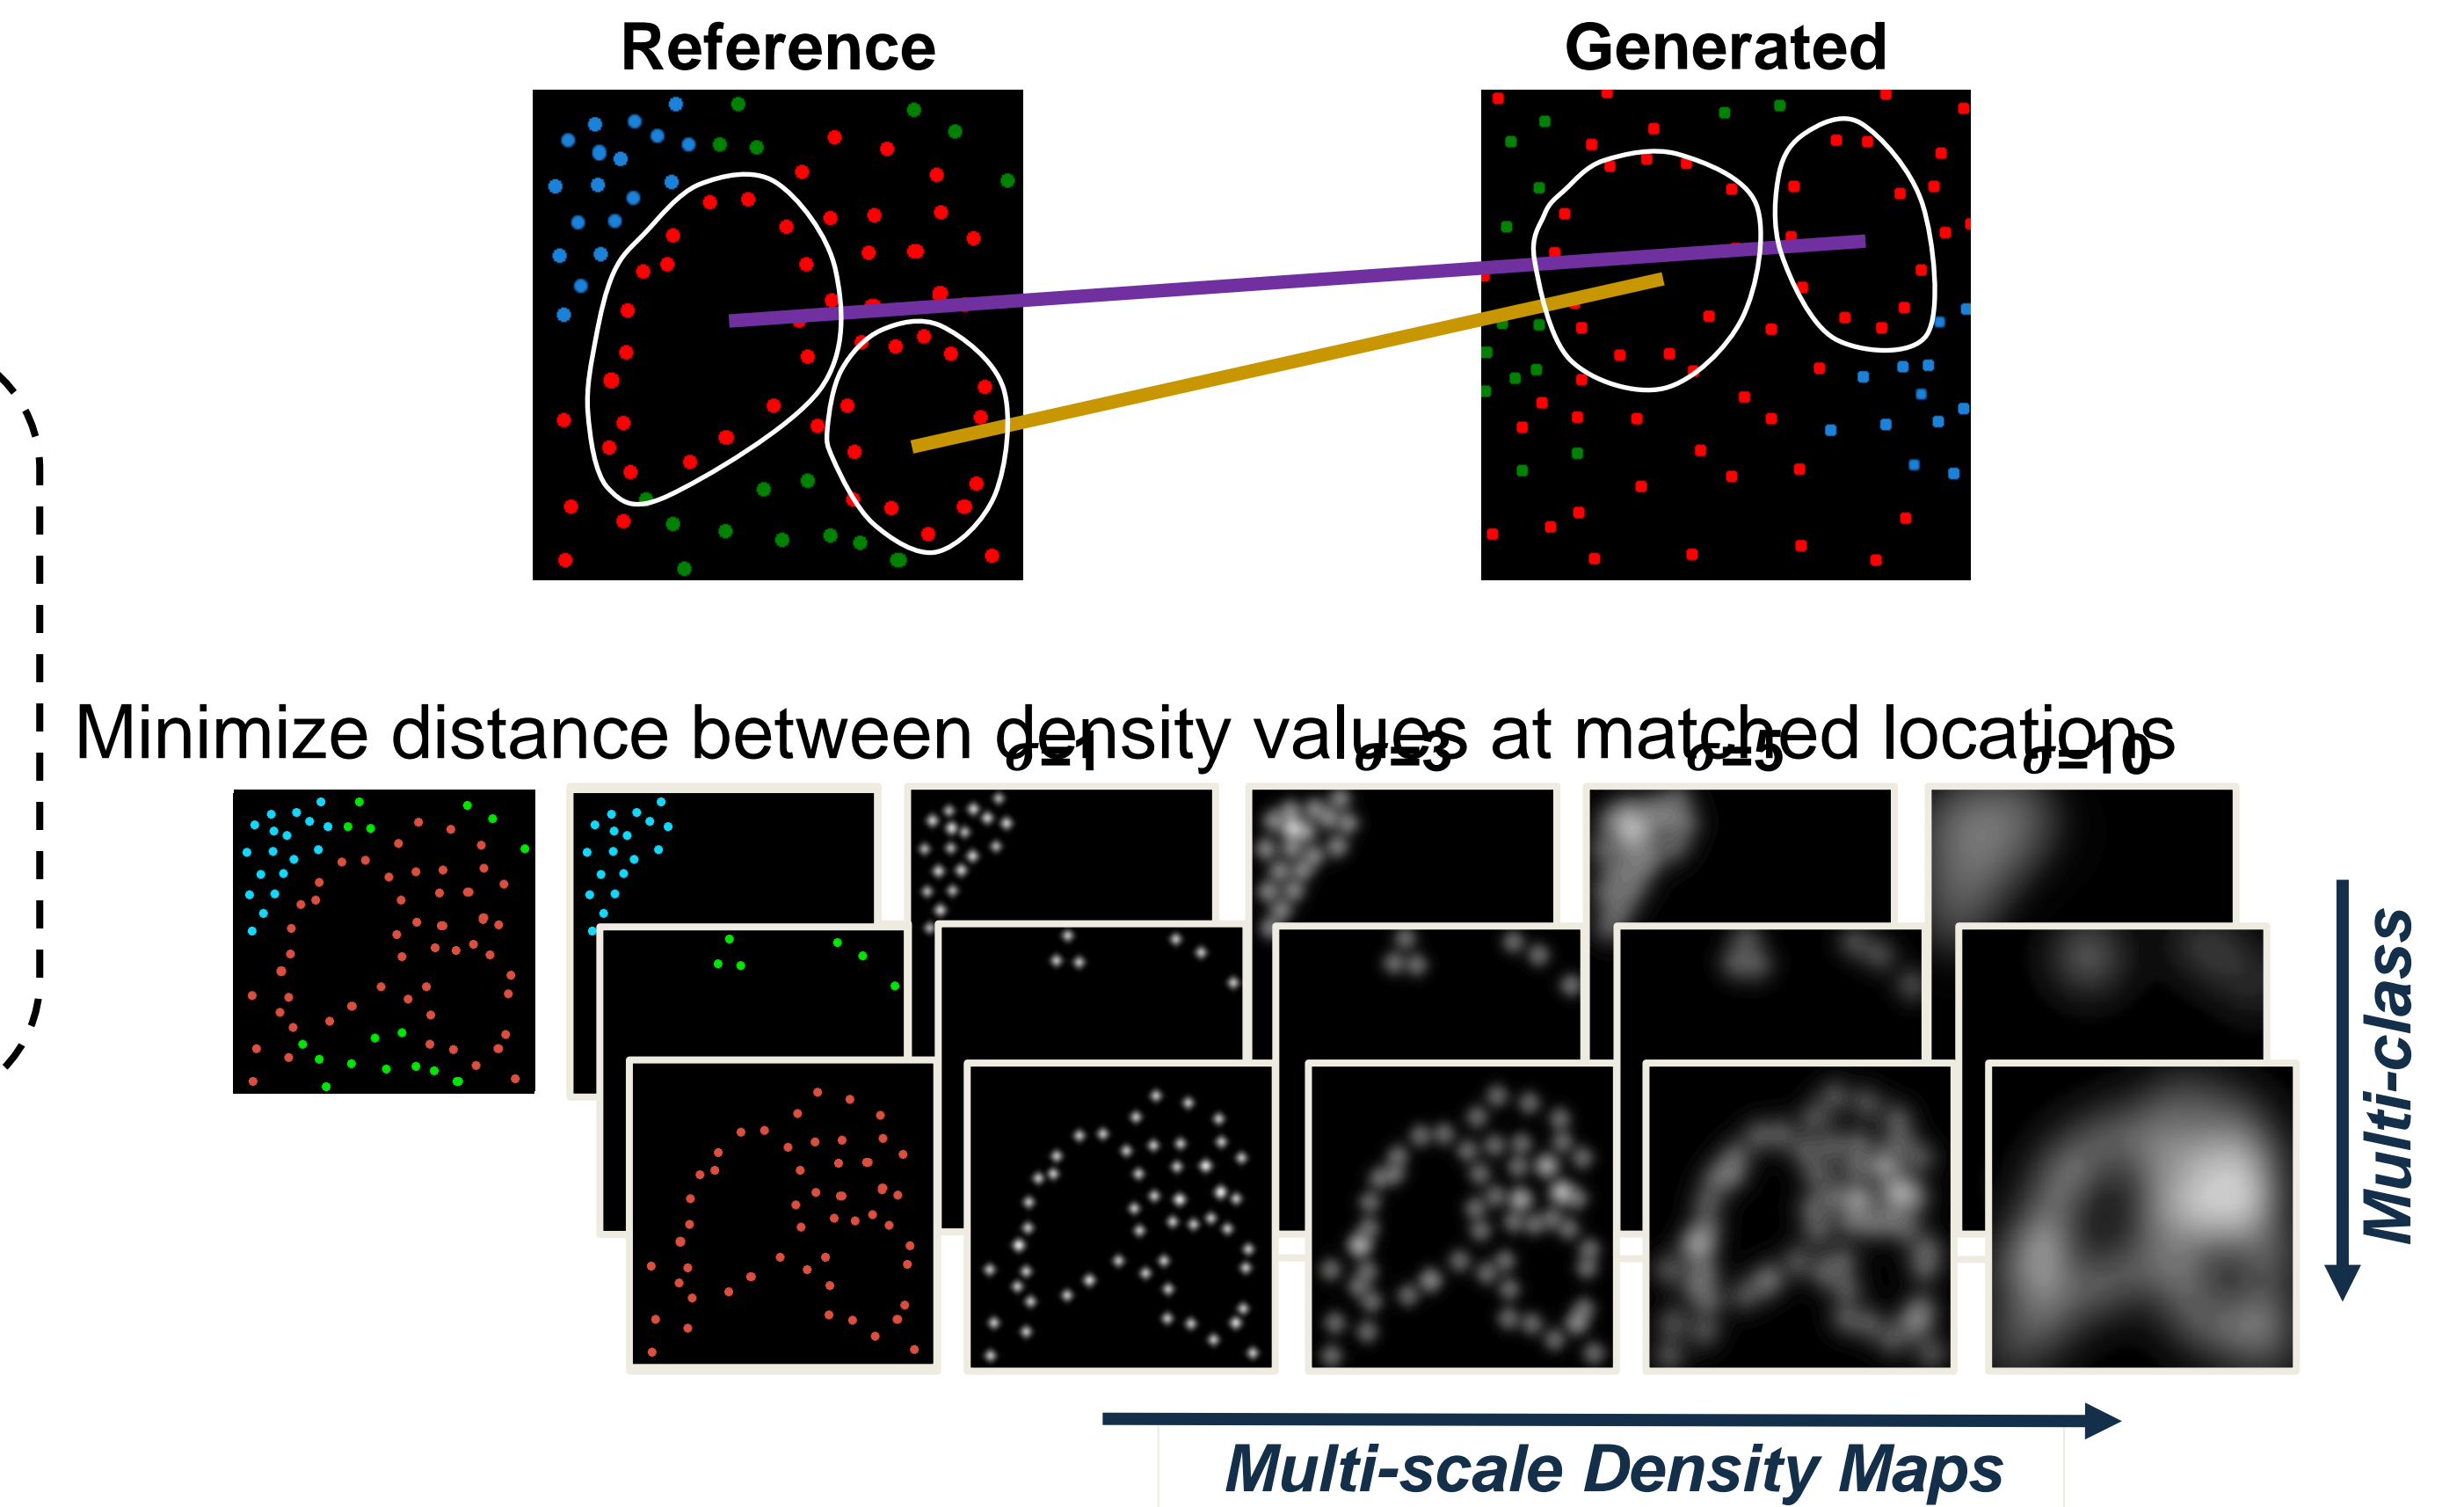 Reference
Generated
Minimize distance between density values at matched locations
σ=1
σ=3
σ=5
σ=10
Multi-class
Multi-scale Density Maps